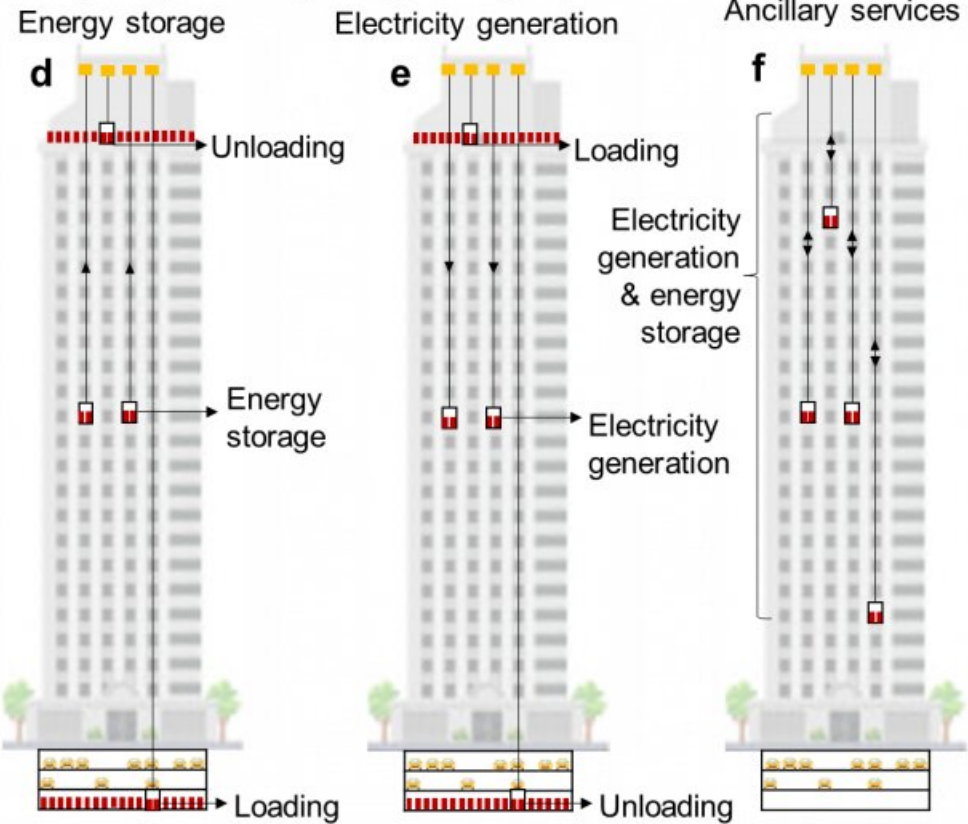 Energy storage
Electricity generation
Ancillary services
d
e
f
Unloading
Loading
Electricity
generation
& energy
storage
Energy
storage
Electricity
generation
Loading
Unloading